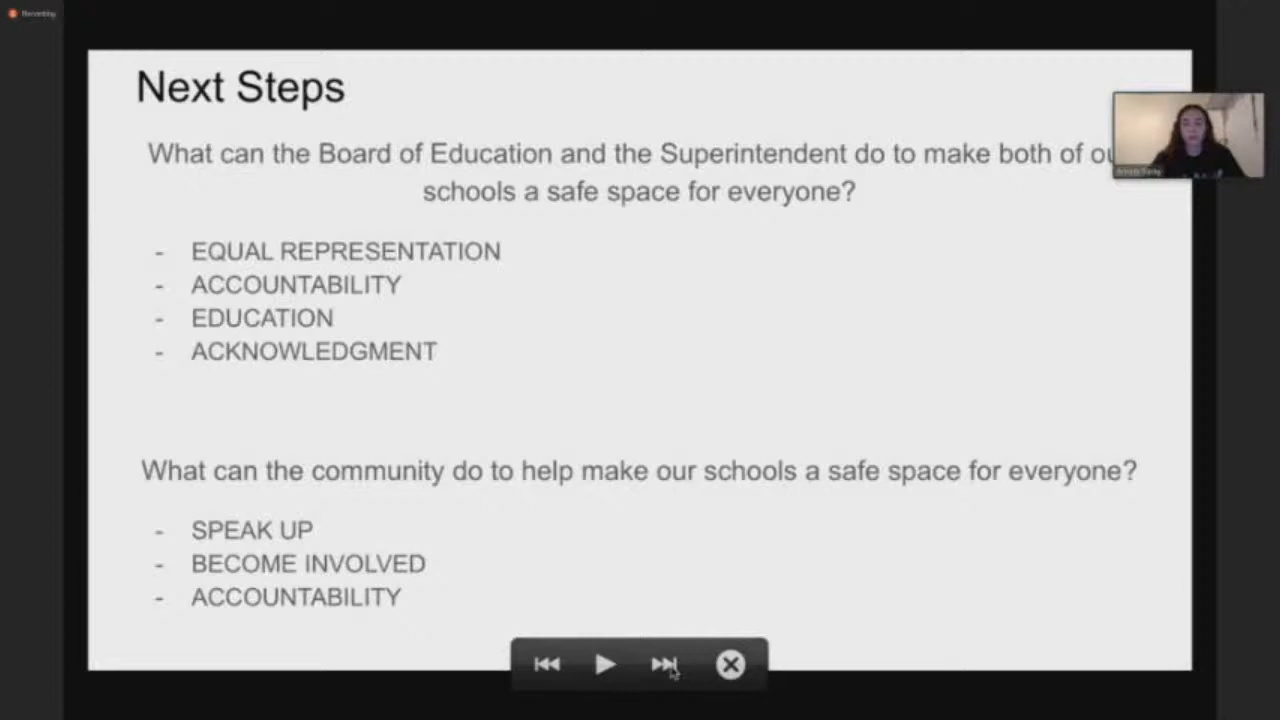 Recording
Next Steps
What can the Board of Education and the Superintendent do to make both of ou
schools a safe space for everyone?
- EQUAL REPRESENTATION
- ACCOUNTABILITY
- EDUCATION
- ACKNOWLEDGMENT
What can the community do to help make our schools a safe space for everyone?
- SPEAK UP
- BECOME INVOLVED
- ACCOUNTABILITY